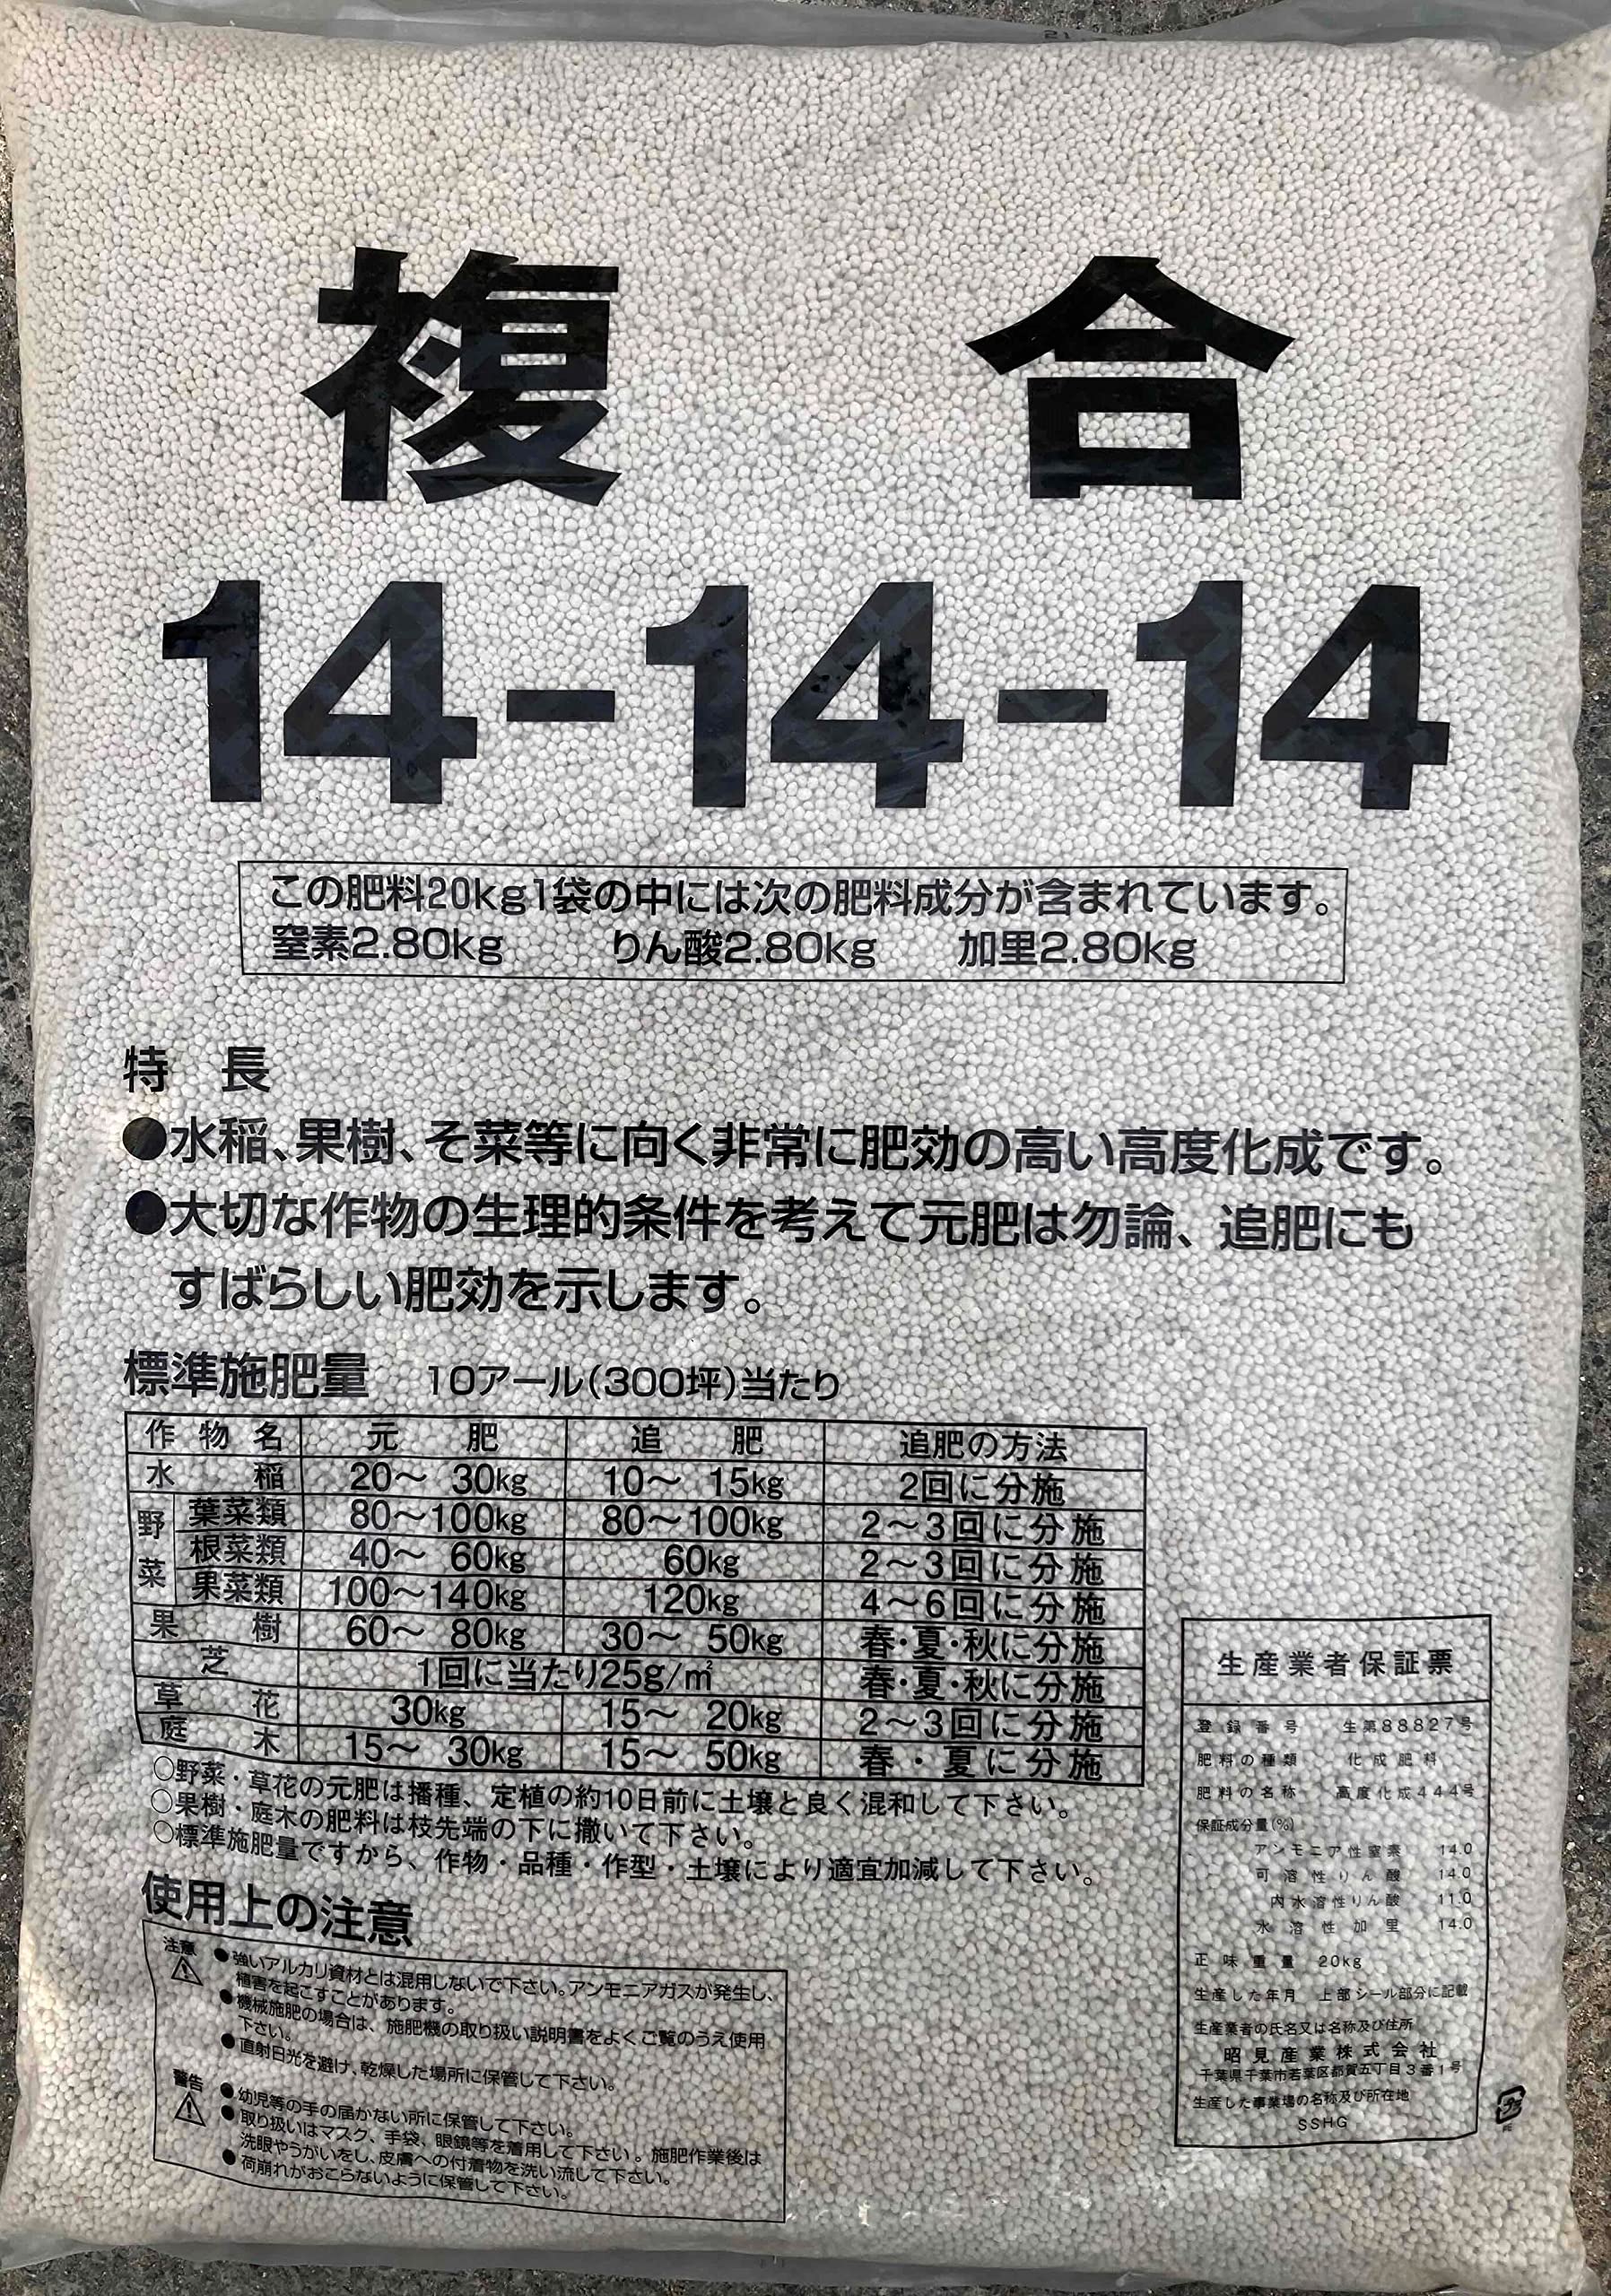 複合
14-14-14
この肥料20kg1袋の中には次の肥料成分が含まれています。
窒素2.80kg りん酸2.80kg 加里2.80kg
特長
●水稲、果樹、そ菜等に向く非常に肥効の高い高度化成です。
●大切な作物の生理的条件を考えて元肥は勿論、追肥にも
すばらしい肥効を示します。
標準施肥量 10アール(300坪)当たり
作物名 元肥 追肥 追肥の方法
水稲 20～30kg 10～15kg 2回に分施
野菜 葉菜類 80～100kg 80～100kg 2～3回に分施
根菜類 40～60kg 60kg 2～3回に分施
果菜類 100～140kg 120kg 4～6回に分施
果樹 60～80kg 30～50kg 春・夏・秋に分施
芝 1回に当たり25g/㎡ 春・夏・秋に分施
草花 30kg 15～20kg 2～3回に分施
庭木 15～30kg 15～50kg 春・夏に分施
○野菜・草花の元肥は播種、定植の約10日前に土壌と良く混和して下さい。
○果樹・庭木の肥料は枝先端の下に撒いて下さい。
○標準施肥量ですから、作物・品種・作型・土壌により適宜加減して下さい。
使用上の注意
注意
●強いアルカリ資材とは混用しないで下さい。アンモニアガスが発生し、
植害を起こすことがあります。
●機械施肥の場合は、施肥機の取り扱い説明書をよくご覧のうえ使用
下さい。
●直射日光を避け、乾燥した場所に保管して下さい。
警告
●幼児等の手の届かない所に保管して下さい。
●取り扱いはマスク、手袋、眼鏡等を着用して下さい。施肥作業後は
洗眼やうがいをし、皮膚への付着物を洗い流して下さい。
●荷崩れがおこらないように保管して下さい。
生産業者保証票
登録番号 生第88827号
肥料の種類 化成肥料
肥料の名称 高度化成444号
保証成分量(%)
アンモニア性窒素 14.0
可溶性りん酸 14.0
内水溶性りん酸 11.0
水溶性加里 14.0
正味重量 20kg
生産した年月 上部シール部分に記載
生産業者の氏名又は名称及び住所
昭見産業株式会社
千葉県千葉市若葉区都賀五丁目3番1号
生産した事業場の名称及び所在地
SSHG
プラ